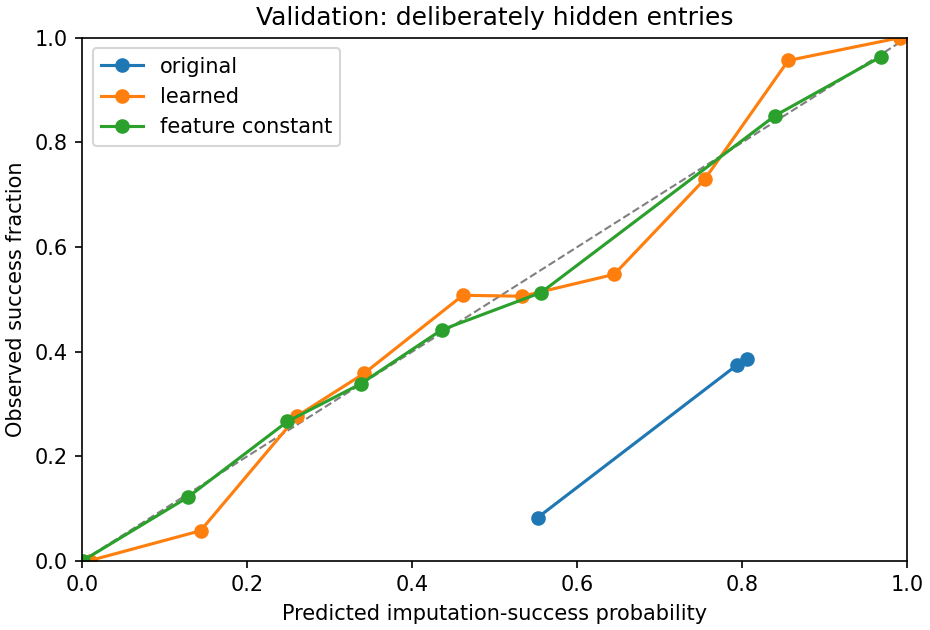 Validation: deliberately hidden entries
original
learned
feature constant
Observed success fraction
1.0
0.8
0.6
0.4
0.2
0.0
0.0 0.2 0.4 0.6 0.8 1.0
Predicted imputation-success probability